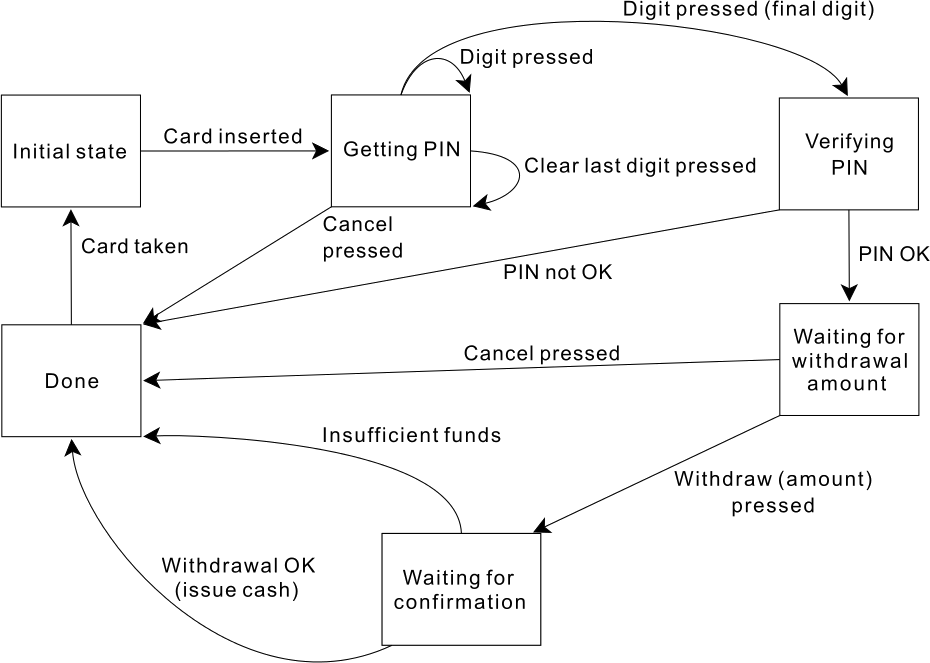 Digit pressed (final digit)
Digit pressed
Initial state
Card inserted
Getting PIN
Clear last digit pressed
Verifying
PIN
Card taken
Cancel
pressed
PIN not OK
PIN OK
Done
Cancel pressed
Waiting for
withdrawal
amount
Insufficient funds
Withdraw (amount)
pressed
Withdrawal OK
(issue cash)
Waiting for
confirmation